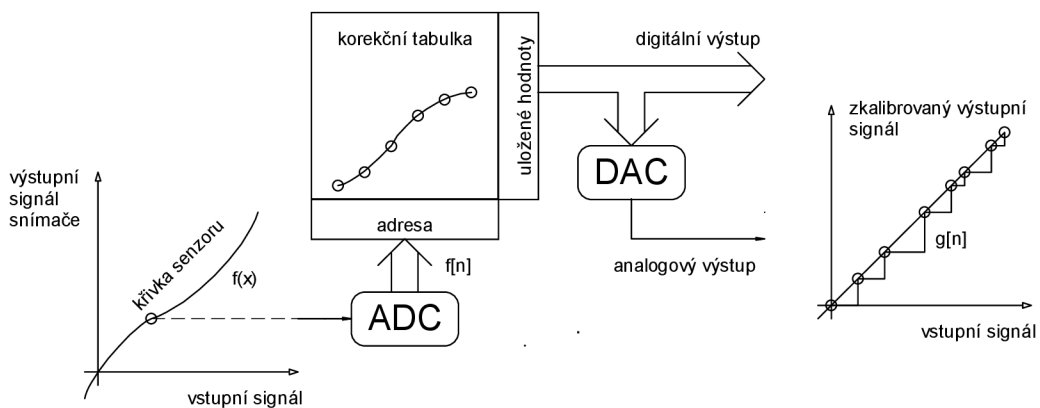 výstupní
signál
snímače
křivka senzoru
f(x)
vstupní signál
korekční tabulka
uložené hodnoty
adresa
f[n]
ADC
digitální výstup
DAC
analogový výstup
zkalibrovaný výstupní
signál
g[n]
vstupní signál